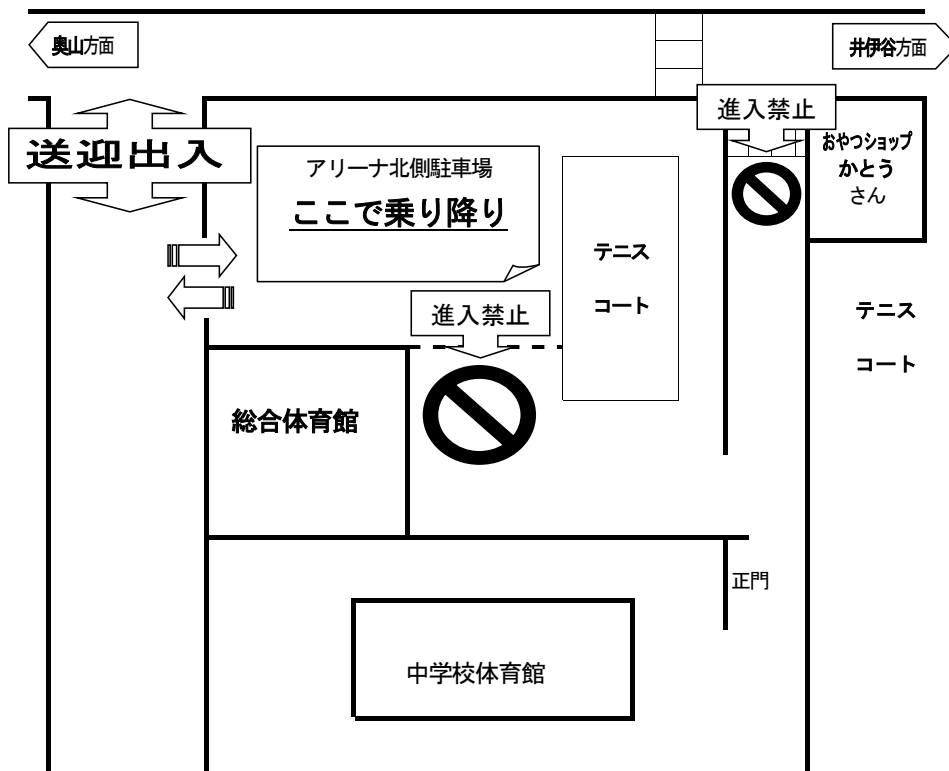 奥山方面
井伊谷方面
進入禁止
送迎出入
アリーナ北側駐車場
ここで乗り降り
おやつショップ
かとう
さん
テニス
コート
進入禁止
テニス
コート
総合体育館
正門
中学校体育館